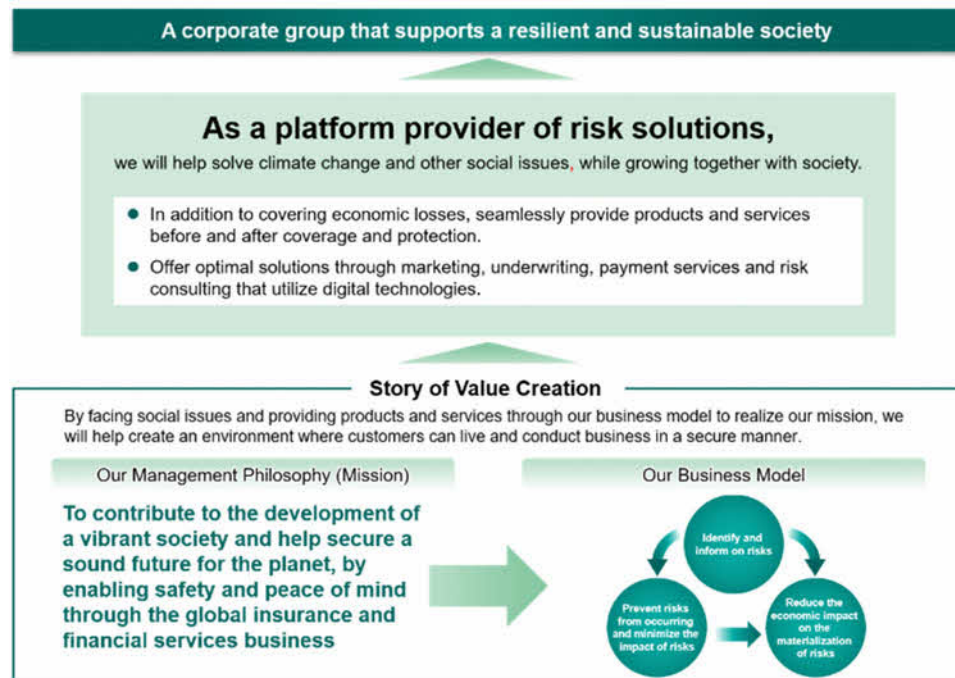 A corporate group that supports a resilient and sustainable society
As a platform provider of risk solutions,
we will help solve climate change and other social issues, while growing together with society.
● In addition to covering economic losses, seamlessly provide products and services
before and after coverage and protection.
● Offer optimal solutions through marketing, underwriting, payment services and risk
consulting that utilize digital technologies.
Story of Value Creation
By facing social issues and providing products and services through our business model to realize our mission, we
will help create an environment where customers can live and conduct business in a secure manner.
Our Management Philosophy (Mission)
To contribute to the development of
a vibrant society and help secure a
sound future for the planet, by
enabling safety and peace of mind
through the global insurance and
financial services business
Our Business Model
Identify and
inform on risks
Prevent risks
from occurring
and minimize the
impact of risks
Reduce the
economic impact
on the
materialization
of risks